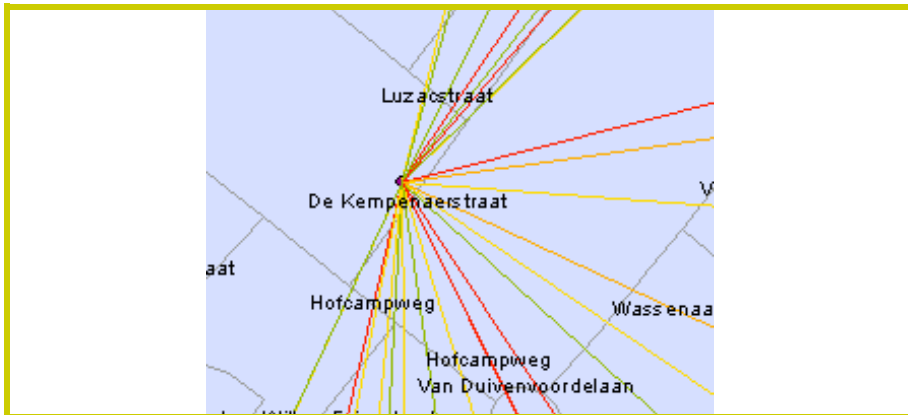 Luzacstraat
De Kempenaerstraat
aat
Hofcampweg
Wassenaa
Hofcampweg
Van Duivenvoordelaan